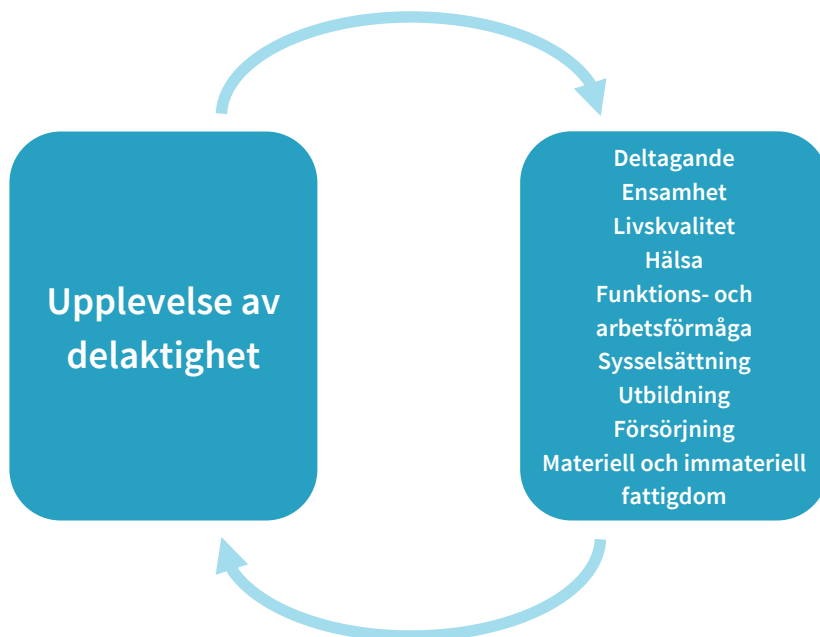 Upplevelse av
delaktighet
Deltagande
Ensamhet
Livskvalitet
Hälsa
Funktions- och
arbetsförmåga
Sysselsättning
Utbildning
Försörjning
Materiell och immateriell
fattigdom